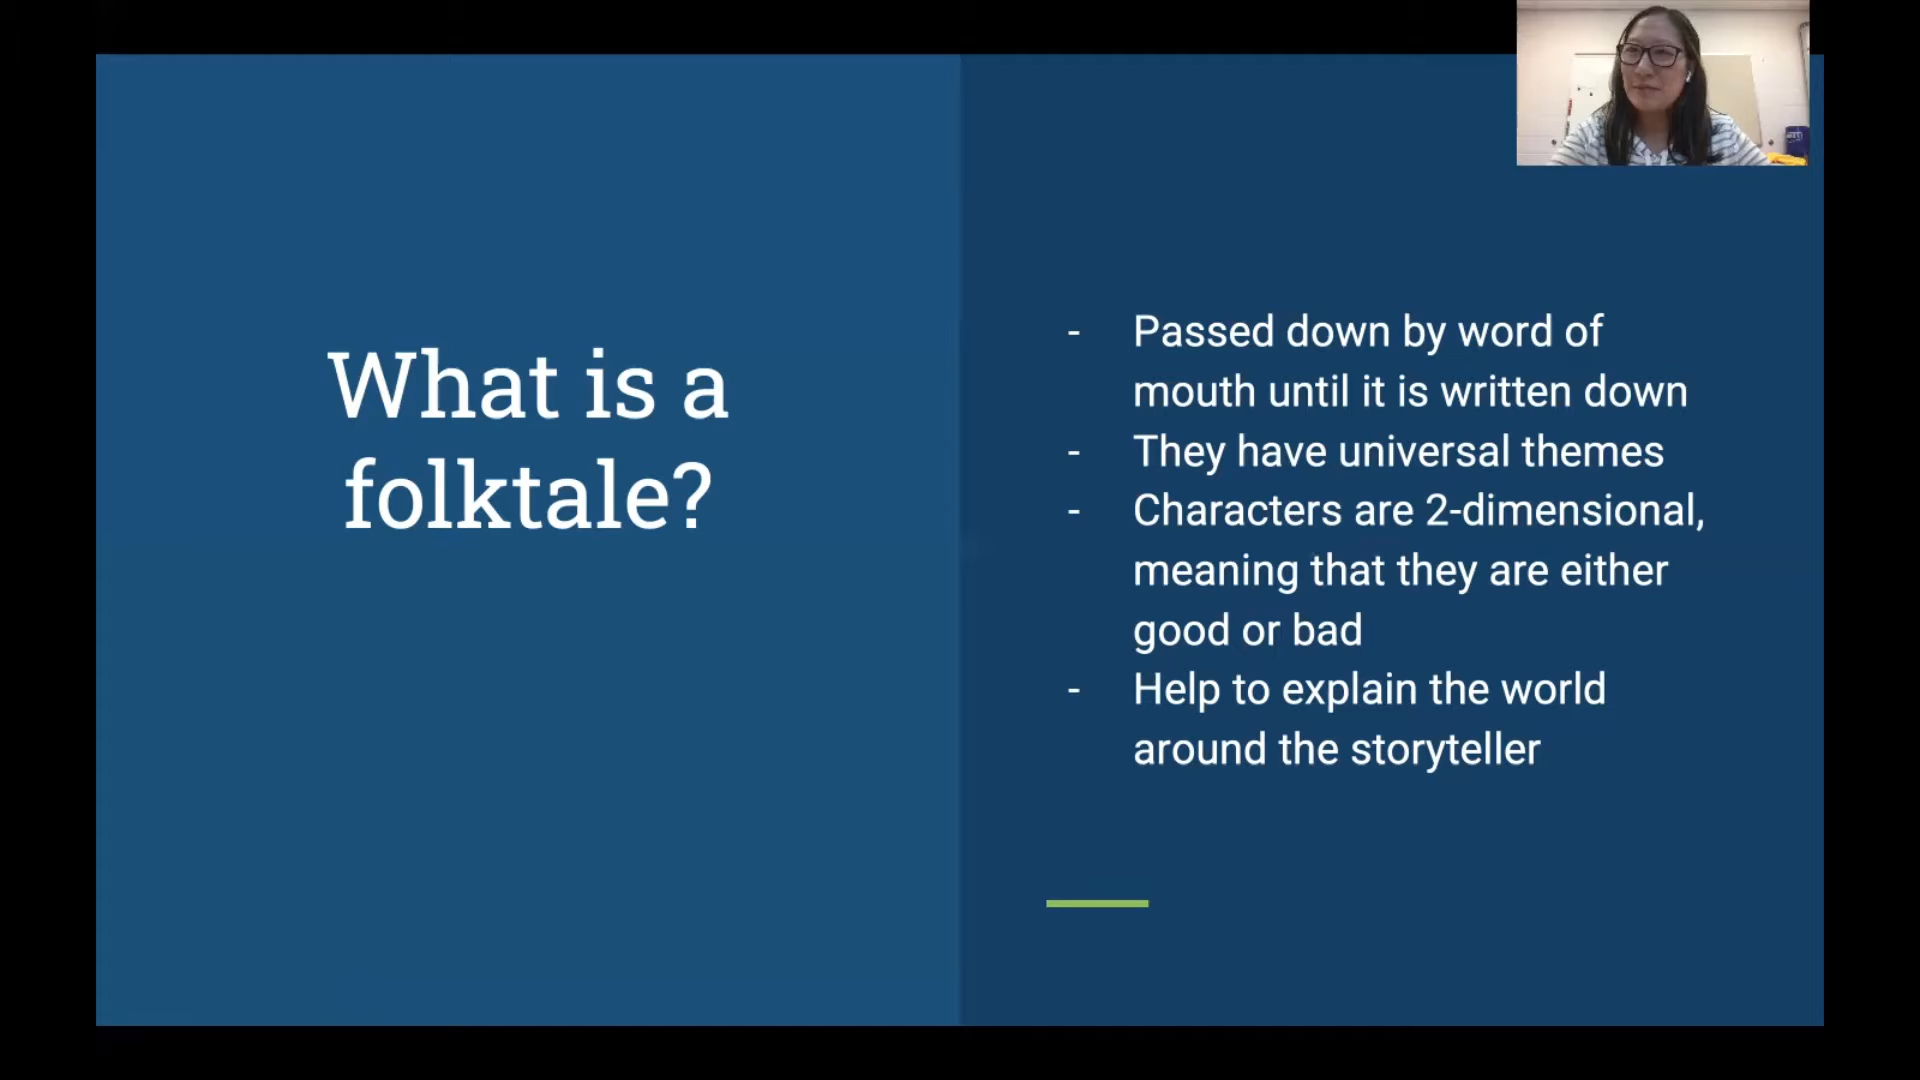 What is a
folktale?
- Passed down by word of
mouth until it is written down
- They have universal themes
- Characters are 2-dimensional,
meaning that they are either
good or bad
- Help to explain the world
around the storyteller